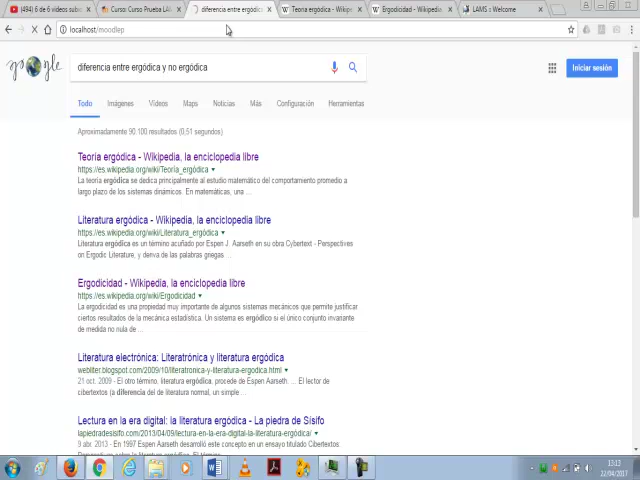 (494) 6 de 6 videos subid
Curso: Curso Prueba LAM
diferencia entre ergódica
Teoría ergódica - Wikipe
Ergodicidad - Wikipedia
LAMS :: Welcome
localhost/moodlep
Google
diferencia entre ergódica y no ergódica
Iniciar sesión
Todo Imágenes Vídeos Maps Noticias Más Configuración Herramientas
Aproximadamente 90.100 resultados (0,51 segundos)
Teoría ergódica - Wikipedia, la enciclopedia libre
https://es.wikipedia.org/wiki/Teoría_ergódica
La teoría ergódica se dedica principalmente al estudio matemático del comportamiento promedio a
largo plazo de los sistemas dinámicos. En matemáticas, una ...
Literatura ergódica - Wikipedia, la enciclopedia libre
https://es.wikipedia.org/wiki/Literatura_ergódica
Literatura ergódica es un término acuñado por Espen J. Aarseth en su obra Cybertext - Perspectives
on Ergodic Literature, y deriva de las palabras griegas ...
Ergodicidad - Wikipedia, la enciclopedia libre
https://es.wikipedia.org/wiki/Ergodicidad
La ergodicidad es una propiedad muy importante de algunos sistemas mecánicos que permite justificar
ciertos resultados de la mecánica estadística. Un sistema es ergódico si el único conjunto invariante
de medida no nula de ...
Literatura electrónica: Literatrónica y literatura ergódica
webliter.blogspot.com/2009/10/literatronica-y-literatura-ergodica.html
21 oct. 2009 - El otro término, literatura ergódica, procede de Espen Aarseth. ... El lector de
cibertextos (a diferencia del de literatura normal, un simple ...
Lectura en la era digital: la literatura ergódica - La piedra de Sísifo
lapiedradesisifo.com/2013/04/09/lectura-en-la-era-digital-la-literatura-ergodica/
9 abr. 2013 - En 1997 Espen Aarseth desarrolló este concepto en un ensayo titulado Cibertextos.
13:13
22/04/2017